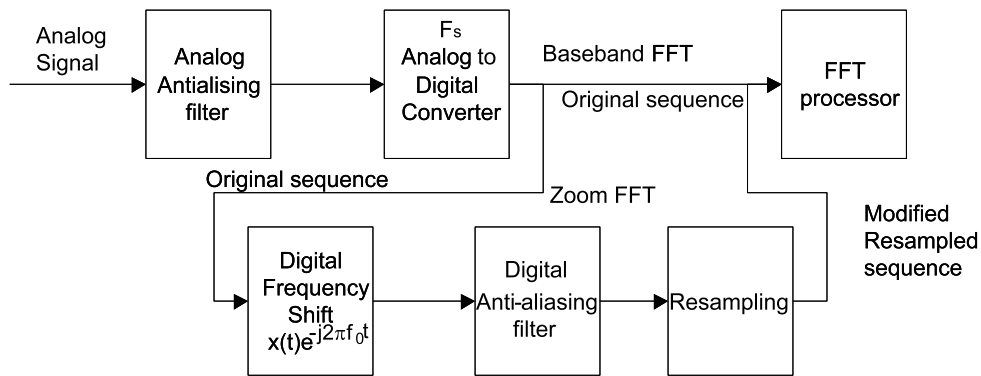 Analog
Signal
Analog
Antialising
filter
Fs
Analog to
Digital
Converter
Baseband FFT
Original sequence
FFT
processor
Original sequence
Zoom FFT
Modified
Resampled
sequence
Digital
Frequency
Shift
x(t)e^-j2πf₀t
Digital
Anti-aliasing
filter
Resampling